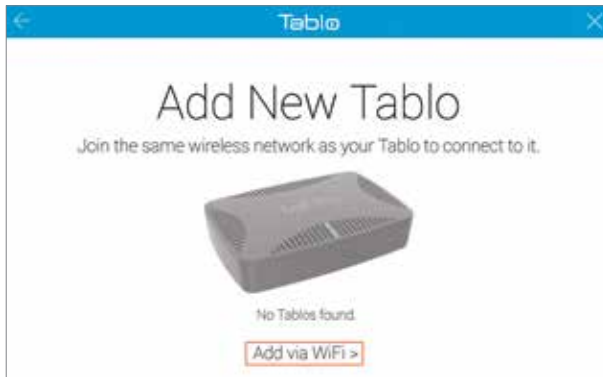 Tablo
Add New Tablo
Join the same wireless network as your Tablo to connect to it.
No Tablos found.
Add via WiFi >